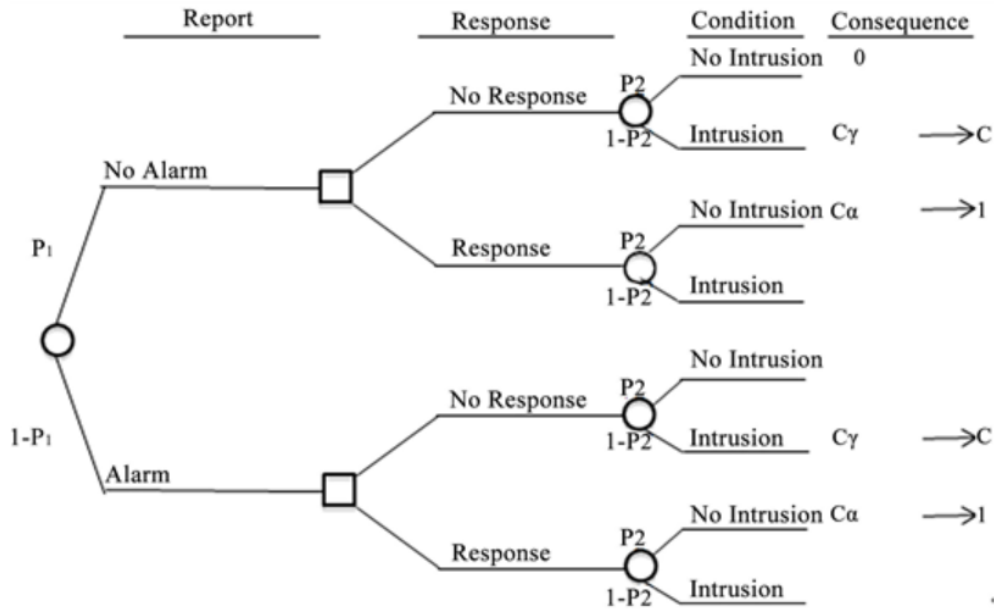 Report Response Condition Consequence
No Intrusion 0
P2
No Response
1-P2 Intrusion Cγ →C
No Alarm
No Intrusion Cα →1
P2
P1 Response
1-P2 Intrusion
No Intrusion
P2
No Response
1-P1 1-P2 Intrusion Cγ →C
Alarm
No Intrusion Cα →1
P2
Response
1-P2 Intrusion